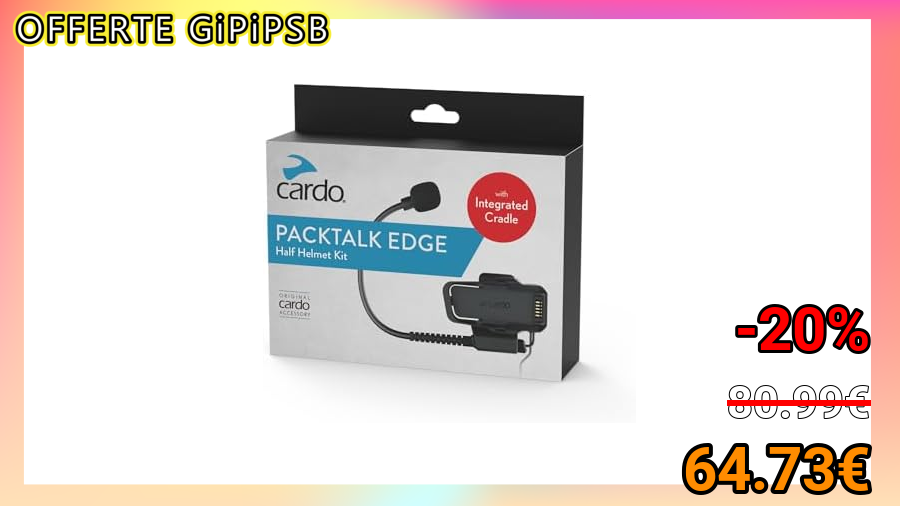 OFFERTE GiPiPSB
cardo
with
Integrated
Cradle
PACKTALK EDGE
Half Helmet Kit
ORIGINAL
cardo
ACCESSORY
-20%
80.99€
64.73€